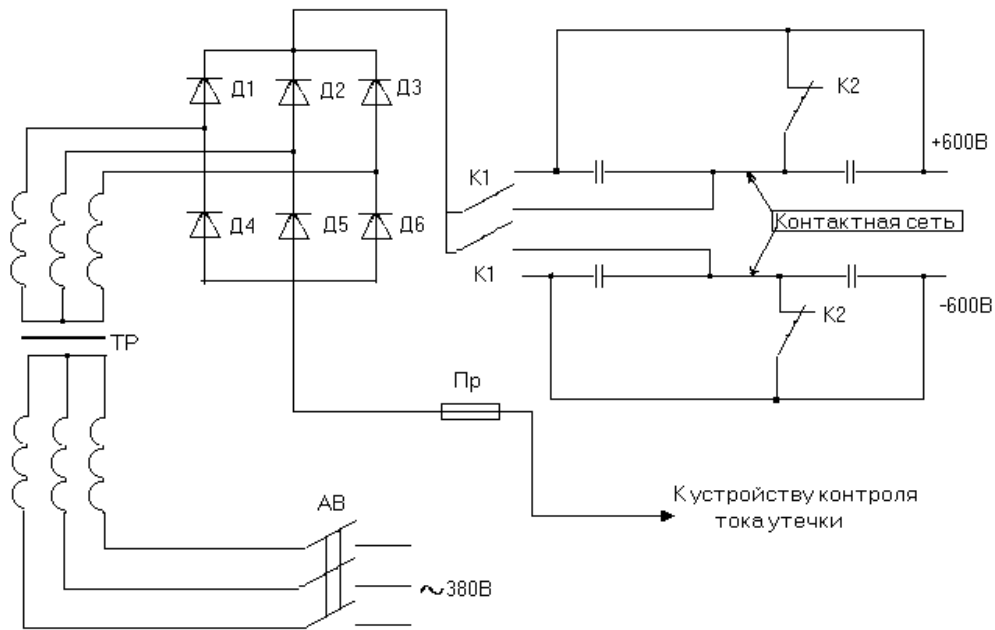 Д1
Д2
Д3
К2
+600В
К1
Контактная сеть
Д4
Д5
Д6
К1
-600В
К2
ТР
Пр
К устройству контроля
тока утечки
АВ
~380В